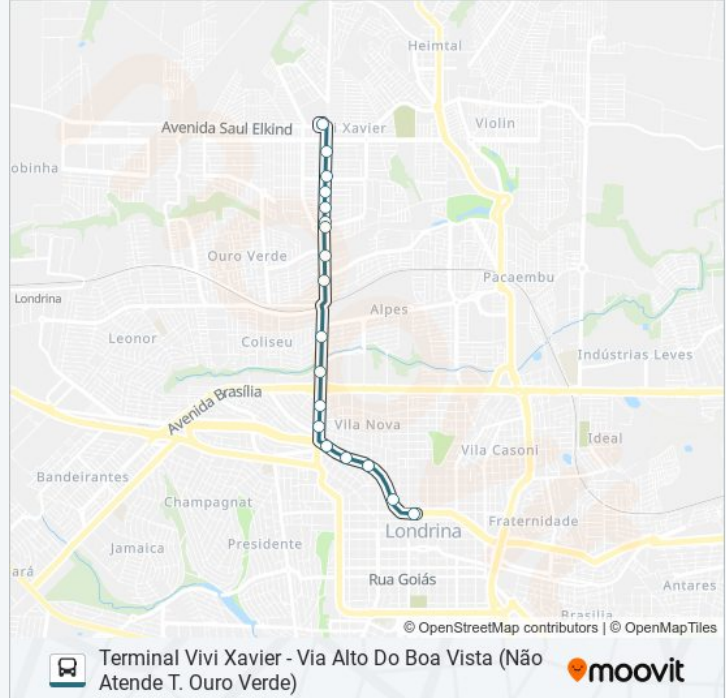 Heimtal
Avenida Saul Elkind
i Xavier
Violin
obinha
Ouro Verde
Pacaembu
Londrina
Alpes
Leonor
Coliseu
Indústrias Leves
Avenida Brasília
Vila Nova
Ideal
Vila Casoni
Bandeirantes
Champagnat
Fraternidade
Londrina
Jamaica
Presidente
ará
Rua Goiás
Antares
Brasília
© OpenStreetMap contributors | © OpenMapTiles
Terminal Vivi Xavier - Via Alto Do Boa Vista (Não
Atende T. Ouro Verde)
moovit